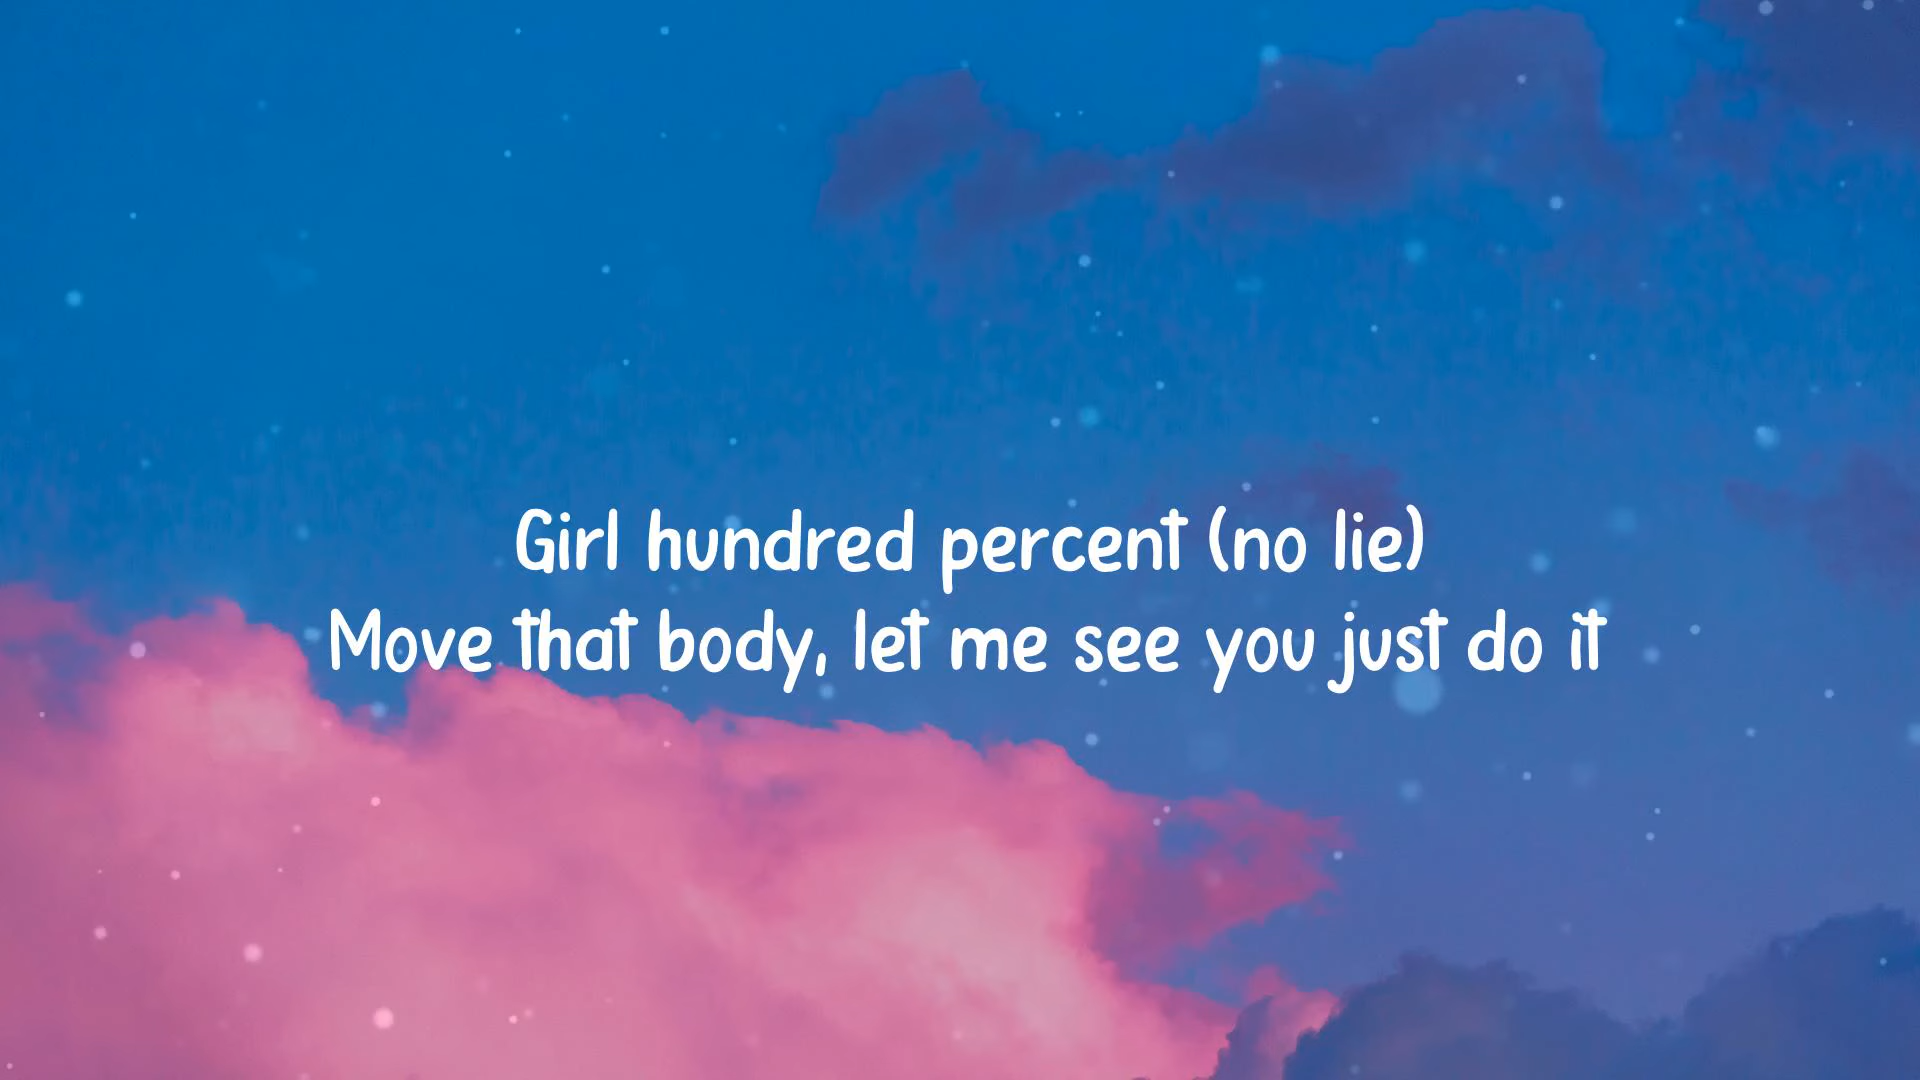 Girl hundred percent (no lie)
Move that body, let me see you just do it